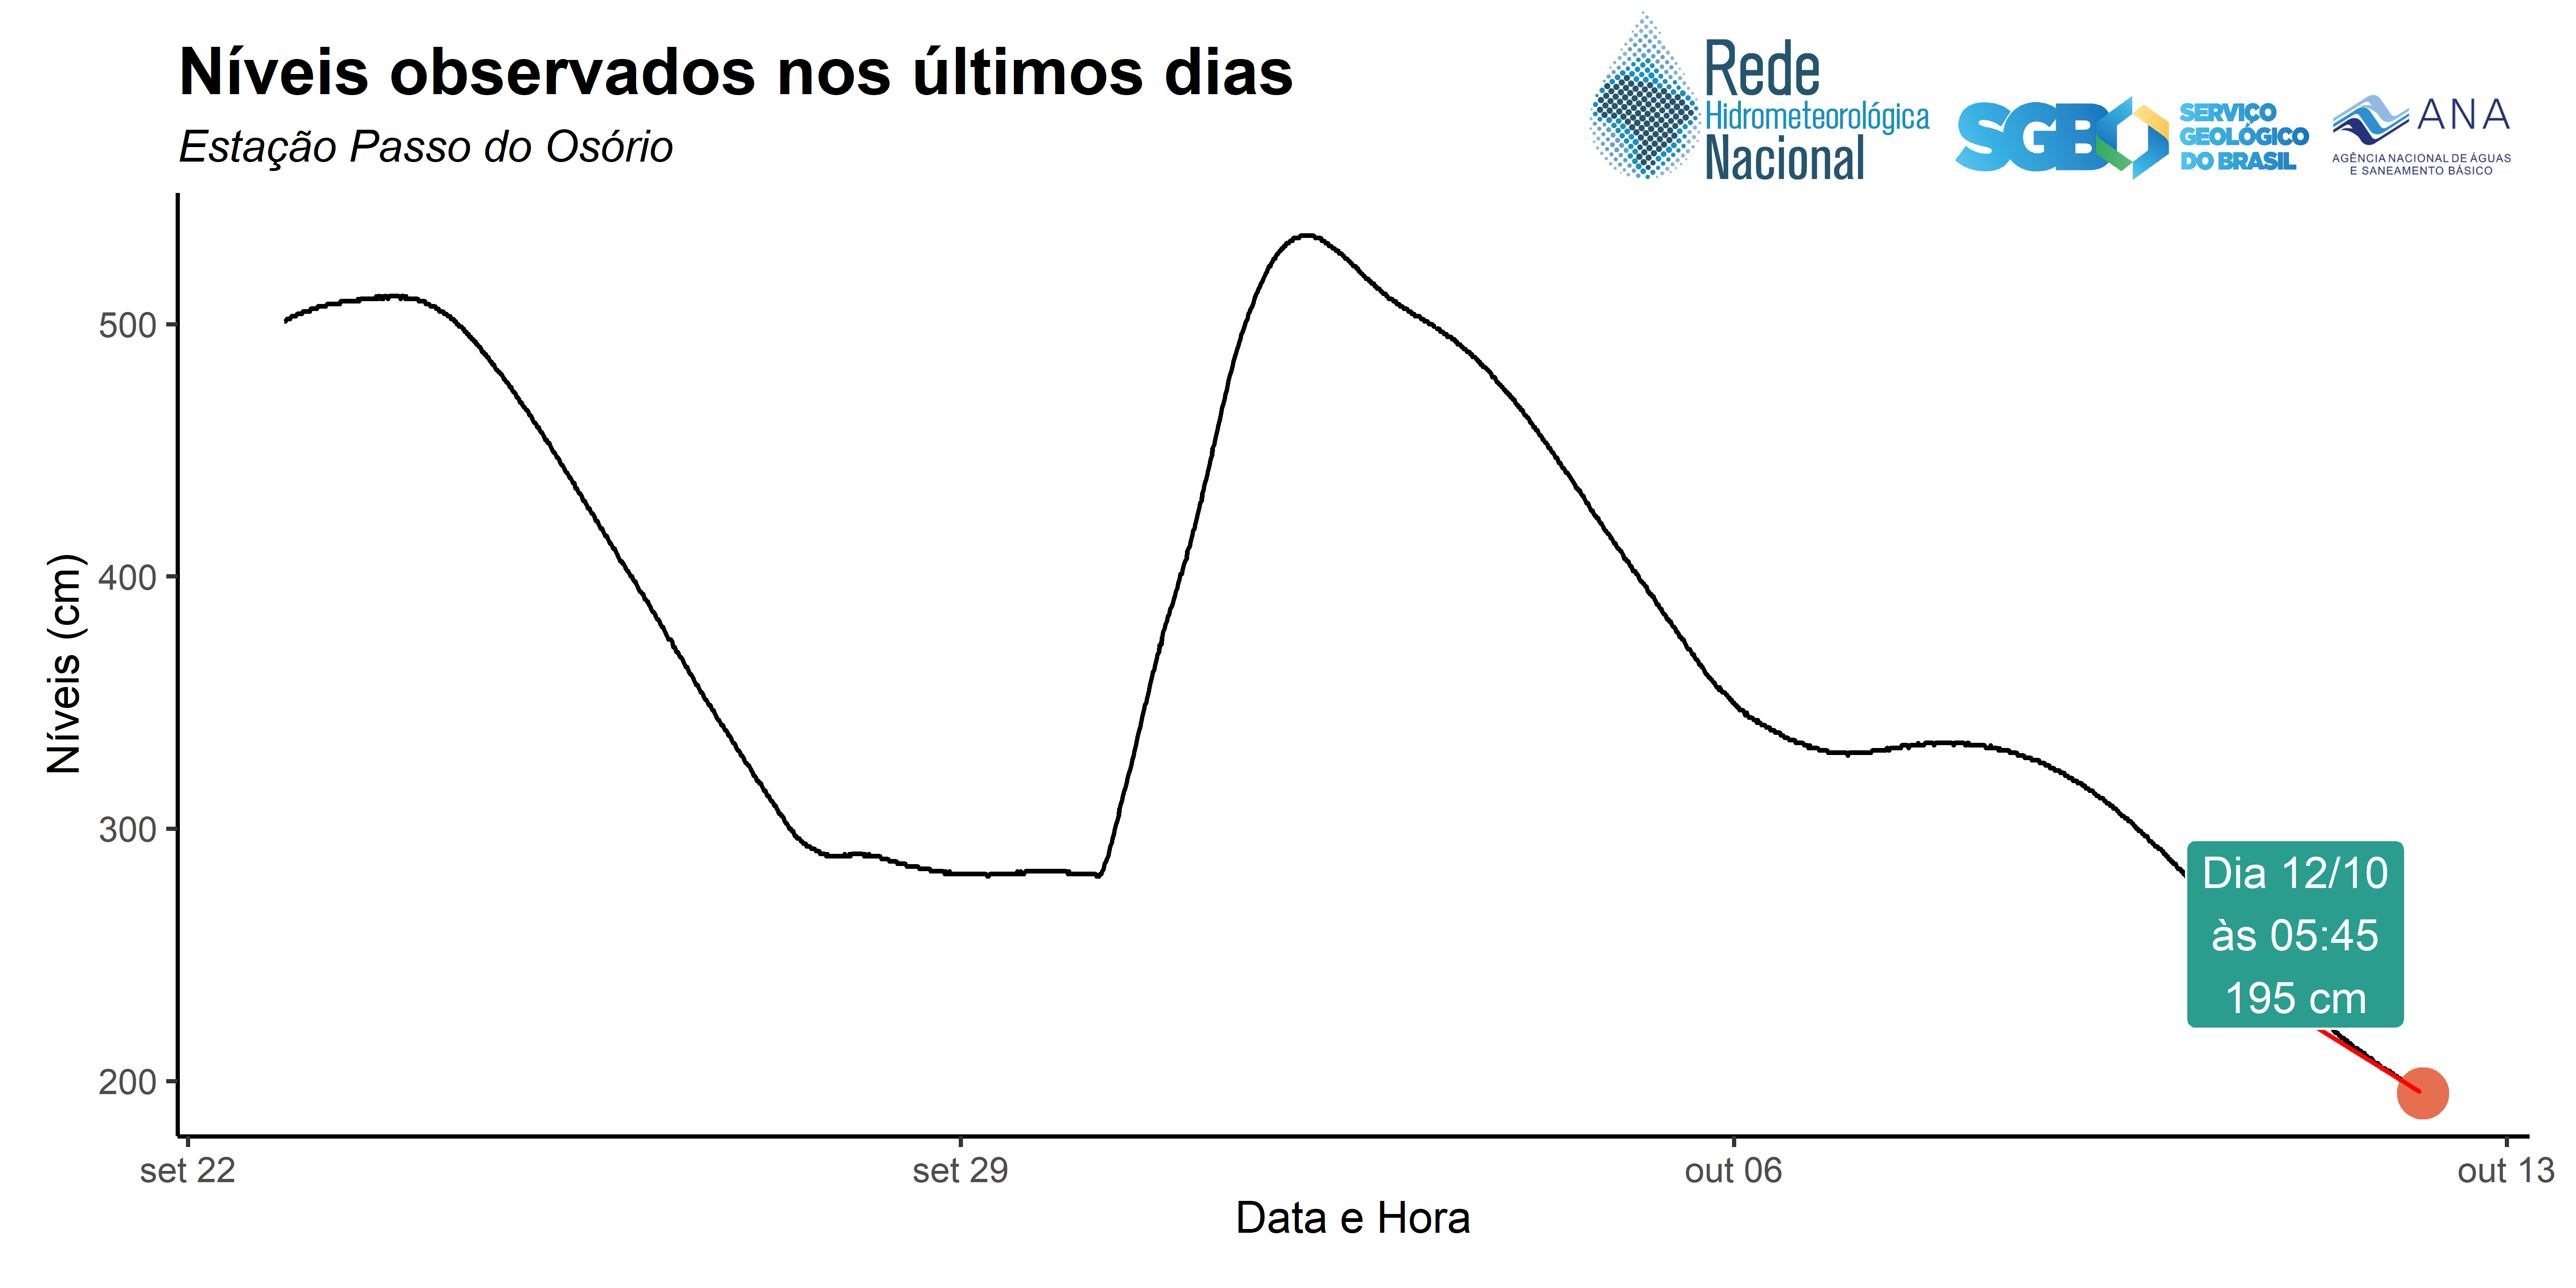 Níveis observados nos últimos dias
Estação Passo do Osório
Rede
Hidrometeorológica
Nacional
SGB
SERVIÇO
GEOLÓGICO
DO BRASIL
ANA
AGÊNCIA NACIONAL DE ÁGUAS
E SANEAMENTO BÁSICO
Níveis (cm)
500
400
300
200
Dia 12/10
às 05:45
195 cm
set 22
set 29
out 06
out 13
Data e Hora